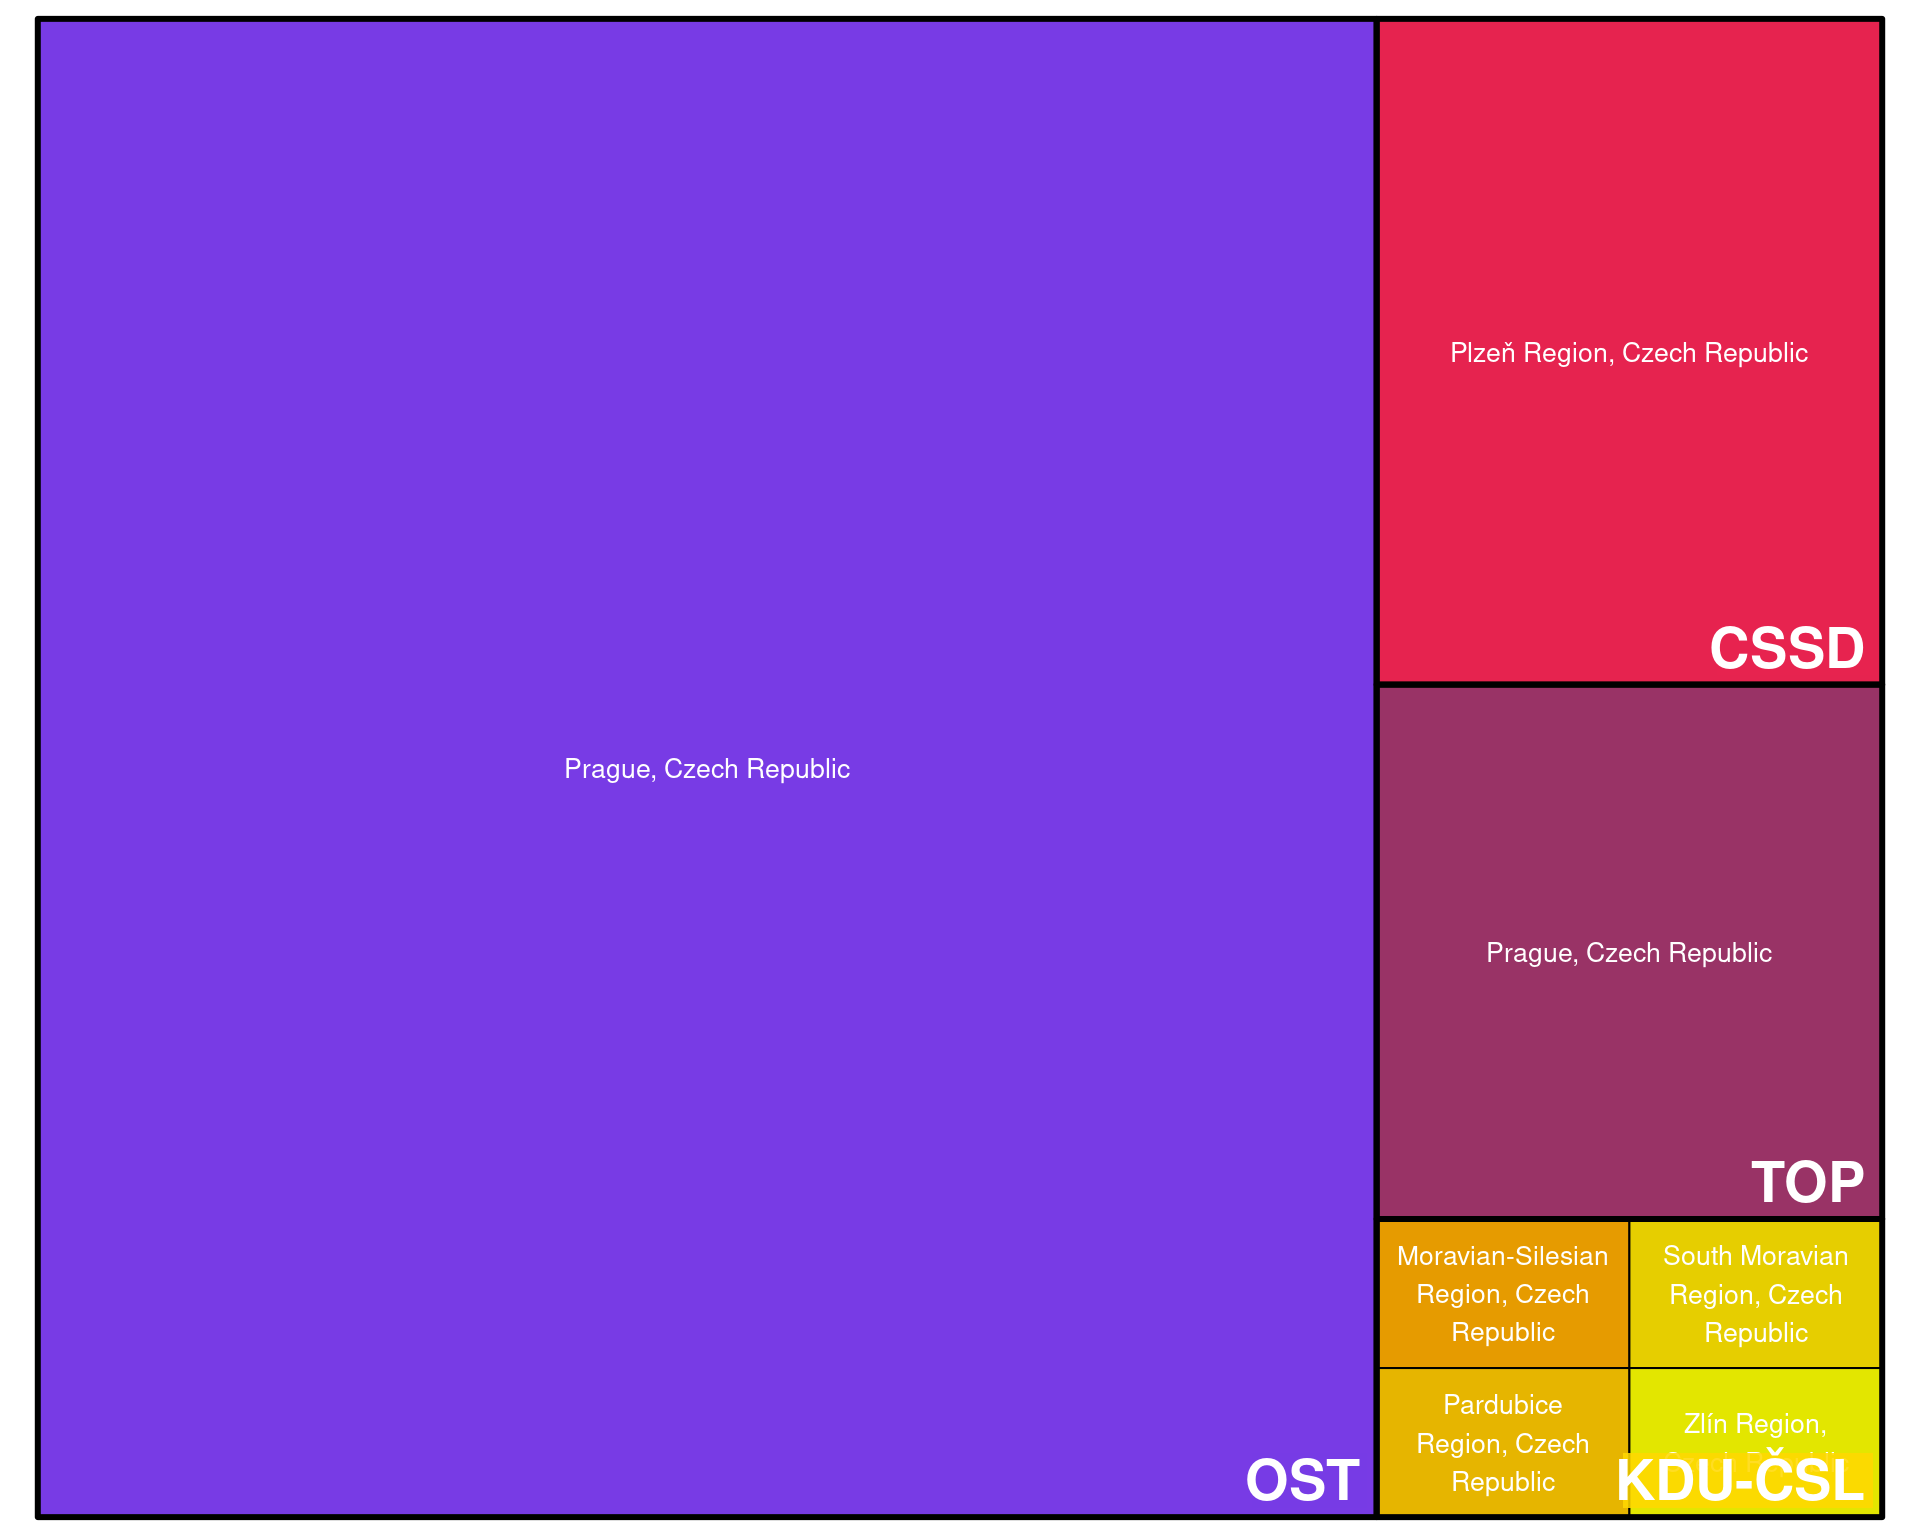 Prague, Czech Republic
OST
Plzeň Region, Czech Republic
CSSD
Prague, Czech Republic
TOP
Moravian-Silesian
Region, Czech
Republic
South Moravian
Region, Czech
Republic
Pardubice
Region, Czech
Republic
Zlín Region,
KDU-ČSL